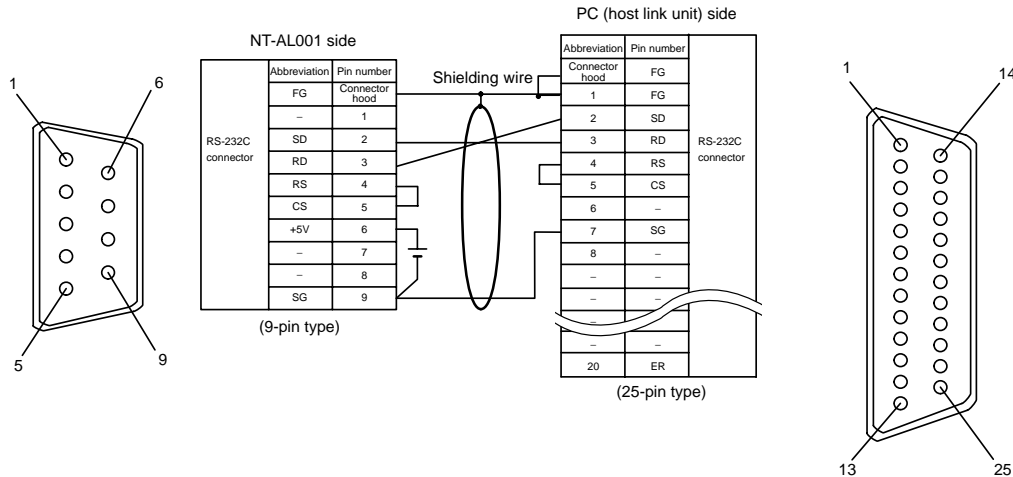 PC (host link unit) side
NT-AL001 side
Shielding wire
1
6
5
9
RS-232C
connector
Abbreviation Pin number
FG Connector hood
– 1
SD 2
RD 3
RS 4
CS 5
+5V 6
– 7
– 8
SG 9
(9-pin type)
Abbreviation Pin number
Connector hood FG
1 FG
2 SD
3 RD
4 RS
5 CS
6 –
7 SG
8 –
– –
– –
–
– –
20 ER
RS-232C
connector
(25-pin type)
1
14
13
25